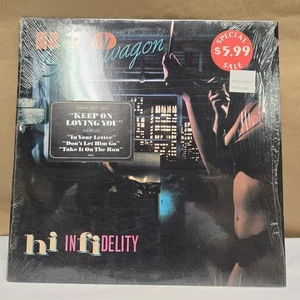 Speedwagon
SPECIAL
$5.99
SALE
"KEEP ON
LOVING YOU"
"In Your Letter"
"Don't Let Him Go"
"Take It On The Run"
hi INfiDELITY